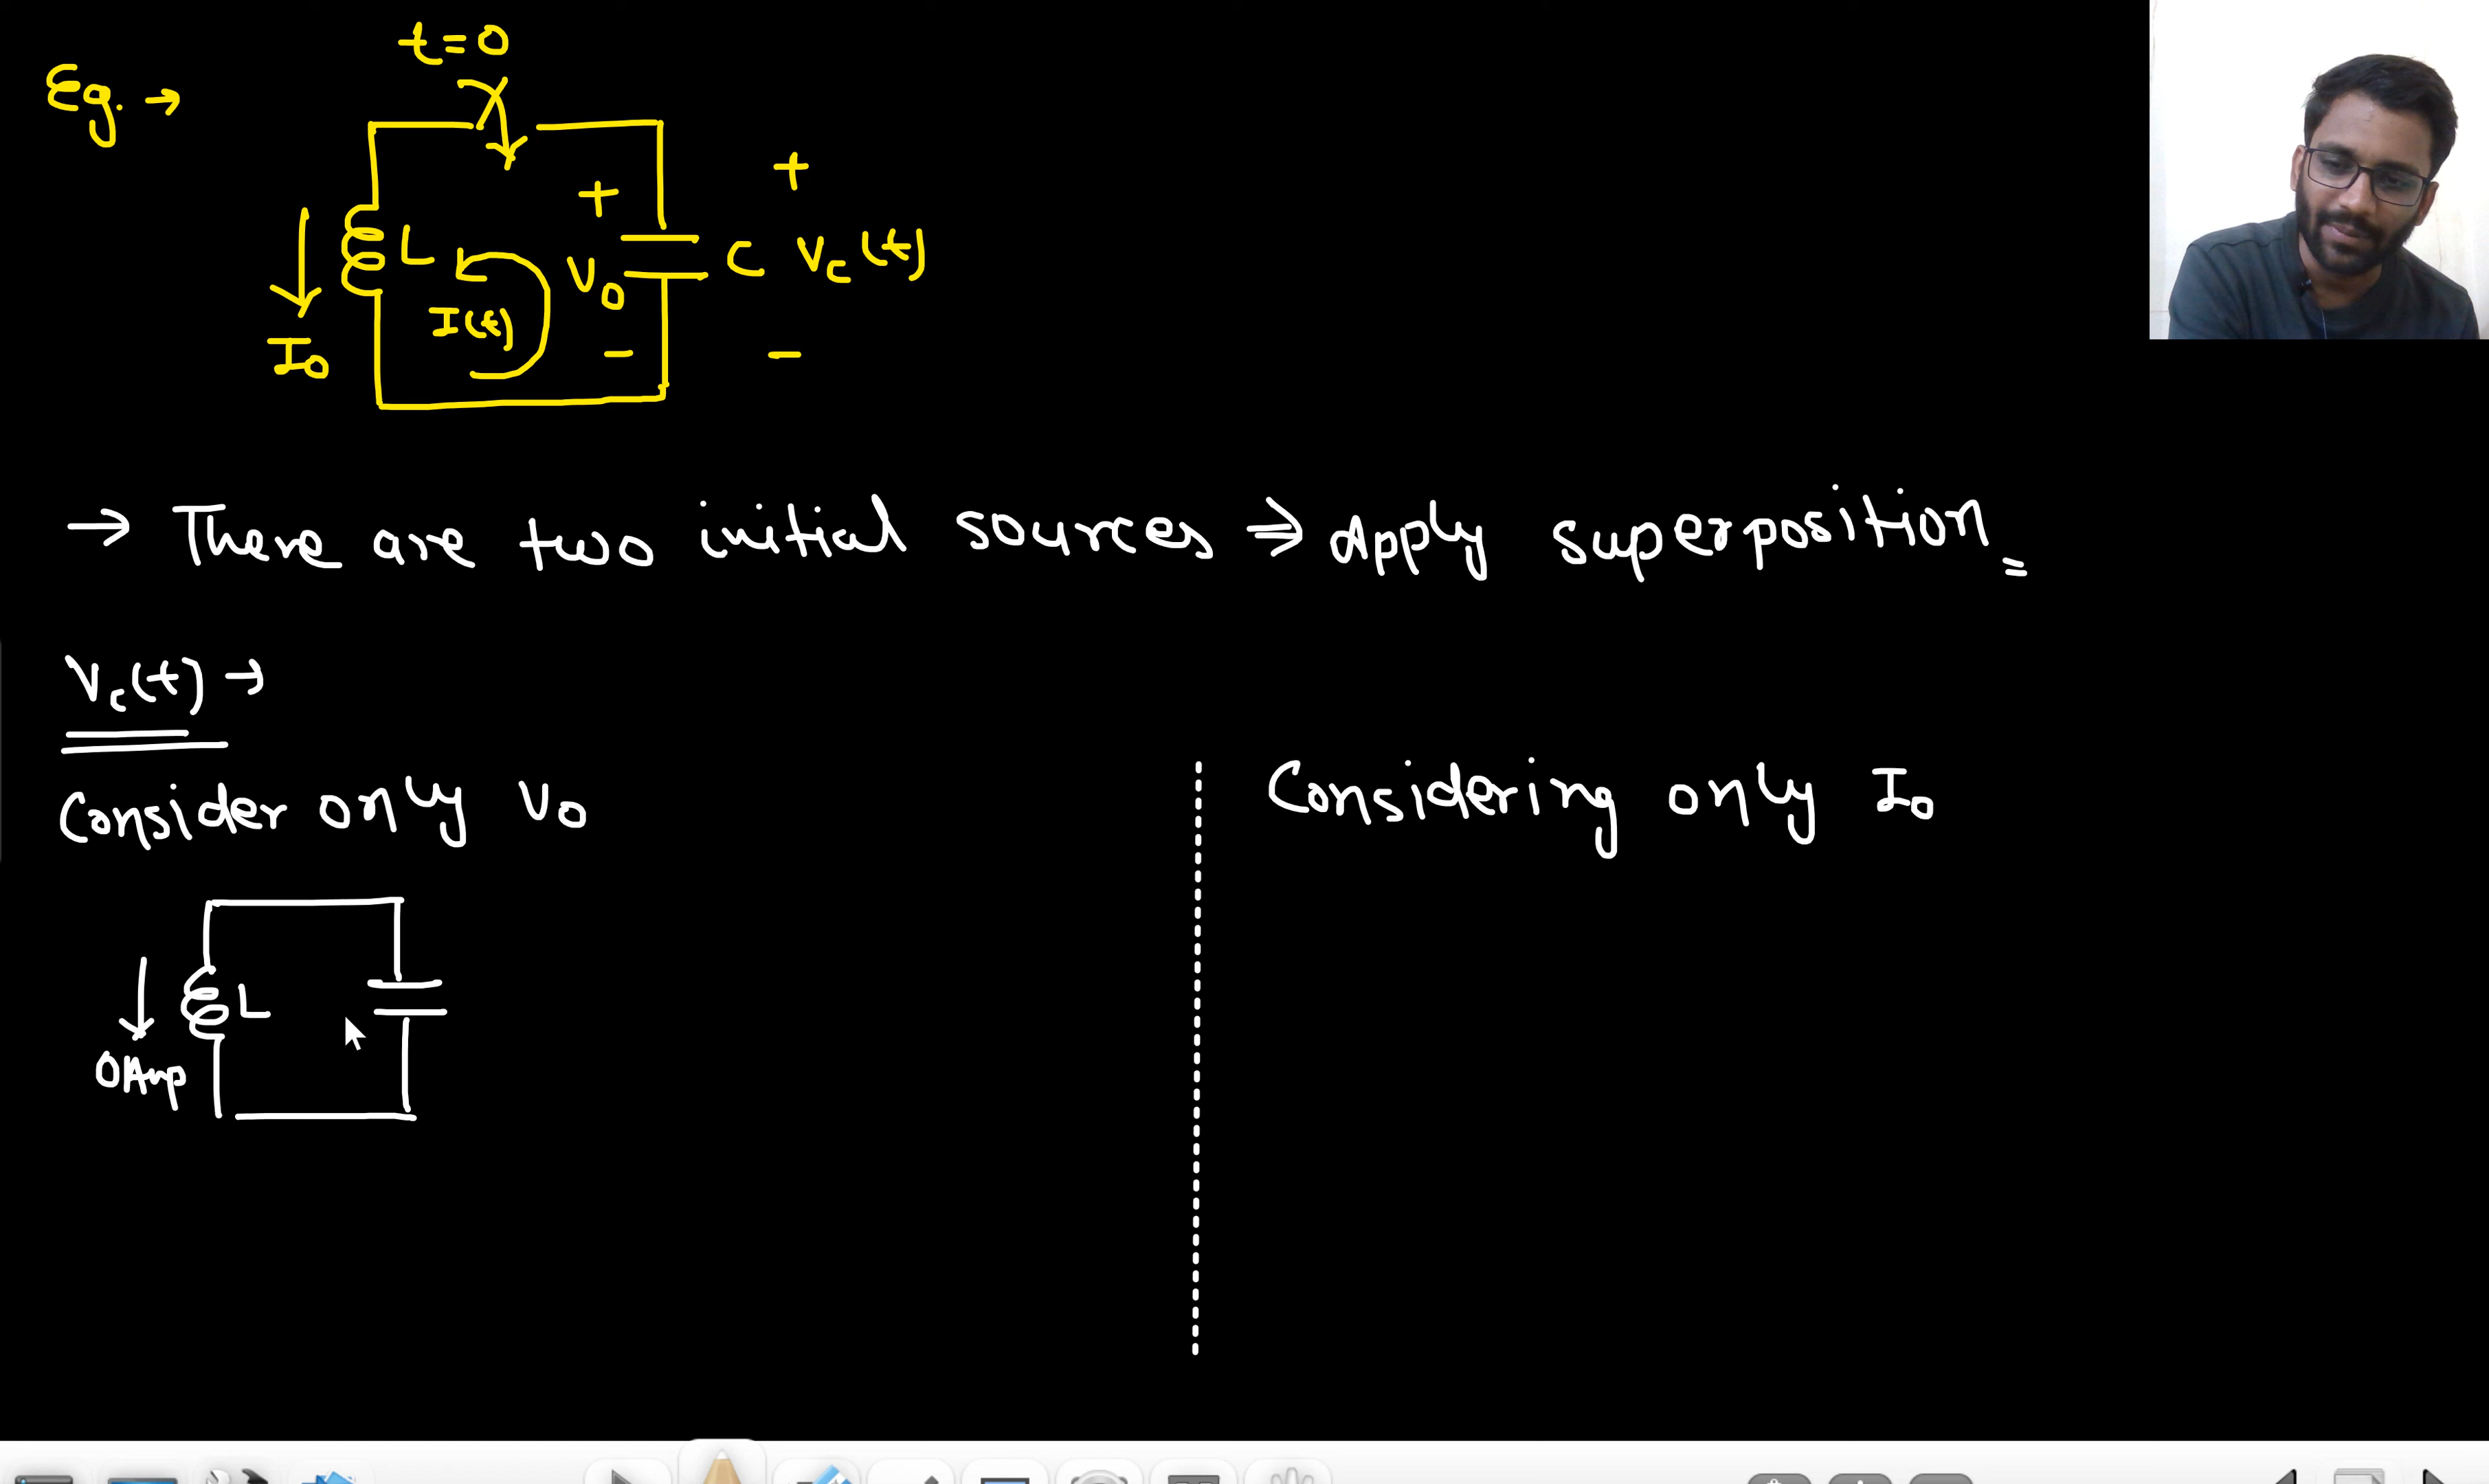 t=0
Eg. →
+ +
L V0 C Vc(t)
I(t)
I0 - -
→ There are two initial sources ⇒ Apply superposition =
Vc(t) →
Consider only V0
Considering only I0
L
0Amp